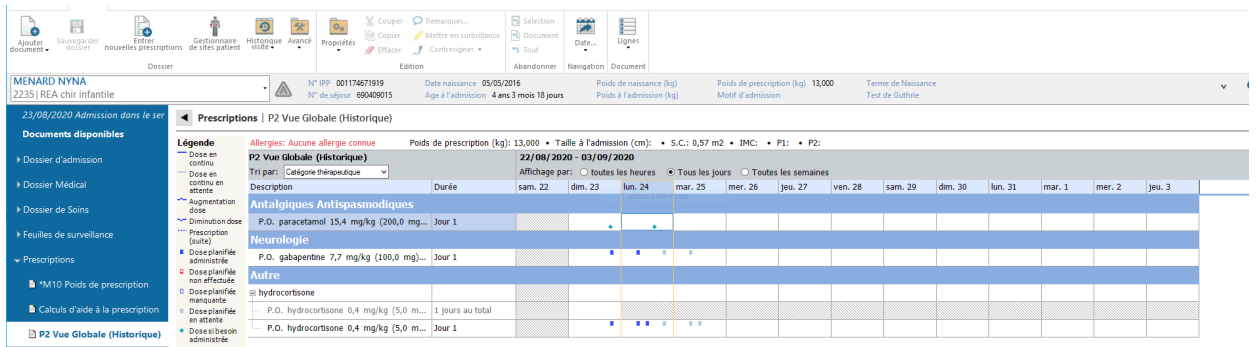 Ajouter document
Sauvegarder dossier
Entrer nouvelles prescriptions
Gestionnaire de sites patient
Historique visite
Avancé
Propriétés
Couper
Copier
Effacer
Remarques...
Mettre en surbrillance
Contresigner
Sélection
Document
Tout
Date...
Lignes
Dossier
Edition
Abandonner
Navigation
Document
MENARD NYNA
2235| REA chir infantile
N° IPP 001174671919
N° de séjour 690409015
Date naissance 05/05/2016
Age à l'admission 4 ans 3 mois 18 jours
Poids de naissance (kg)
Poids à l'admission (kg)
Poids de prescription (kg) 13,000
Motif d'admission
Terme de Naissance
Test de Guthrie
23/08/2020 Admission dans le ser
Documents disponibles
Dossier d'admission
Dossier Médical
Dossier de Soins
Feuilles de surveillance
Prescriptions
*M10 Poids de prescription
Calculs d'aide à la prescription
P2 Vue Globale (Historique)
Prescriptions | P2 Vue Globale (Historique)
Légende
Dose en continu
Dose en continu en attente
Augmentation dose
Diminution dose
Prescription (suite)
Dose planifiée administrée
Dose planifiée non effectuée
Dose planifiée manquante
Dose planifiée en attente
Dose si besoin administrée
Allergies: Aucune allergie connue Poids de prescription (kg): 13,000 • Taille à l'admission (cm): • S.C.: 0,57 m2 • IMC: • P1: • P2:
P2 Vue Globale (Historique) 22/08/2020 - 03/09/2020
Tri par: Catégorie thérapeutique Affichage par: toutes les heures Tous les jours Toutes les semaines
Description Durée sam. 22 dim. 23 lun. 24 mar. 25 mer. 26 jeu. 27 ven. 28 sam. 29 dim. 30 lun. 31 mar. 1 mer. 2 jeu. 3
Antalgiques Antispasmodiques
P.O. paracetamol 15,4 mg/kg (200,0 mg... Jour 1
Neurologie
P.O. gabapentine 7,7 mg/kg (100,0 mg)... Jour 1
Autre
hydrocortisone
P.O. hydrocortisone 0,4 mg/kg (5,0 m... 1 jours au total
P.O. hydrocortisone 0,4 mg/kg (5,0 m... Jour 1